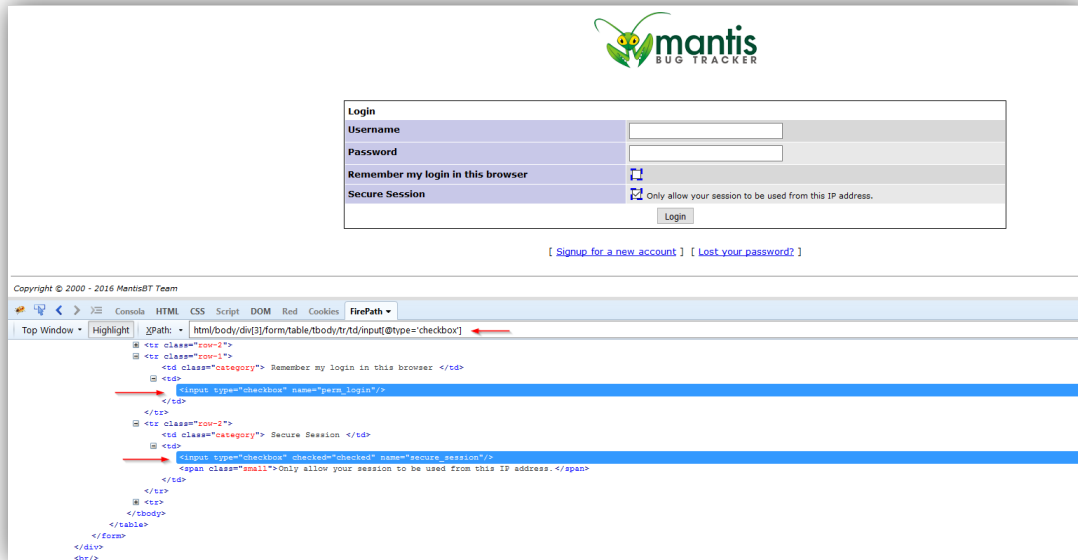 mantis
BUG TRACKER
Login
Username
Password
Remember my login in this browser
Secure Session Only allow your session to be used from this IP address.
Login
[ Signup for a new account ] [ Lost your password? ]
Copyright © 2000 - 2016 MantisBT Team
Consola HTML CSS Script DOM Red Cookies FirePath
Top Window Highlight XPath: html/body/div[3]/form/table/tbody/tr/td/input[@type='checkbox']
<tr class="row-2">
<tr class="row-1">
<td class="category"> Remember my login in this browser </td>
<td>
<input type="checkbox" name="perm_login"/>
</td>
</tr>
<tr class="row-2">
<td class="category"> Secure Session </td>
<td>
<input type="checkbox" checked="checked" name="secure_session"/>
<span class="small">Only allow your session to be used from this IP address.</span>
</td>
</tr>
<tr>
</tbody>
</table>
</form>
</div>
<br/>